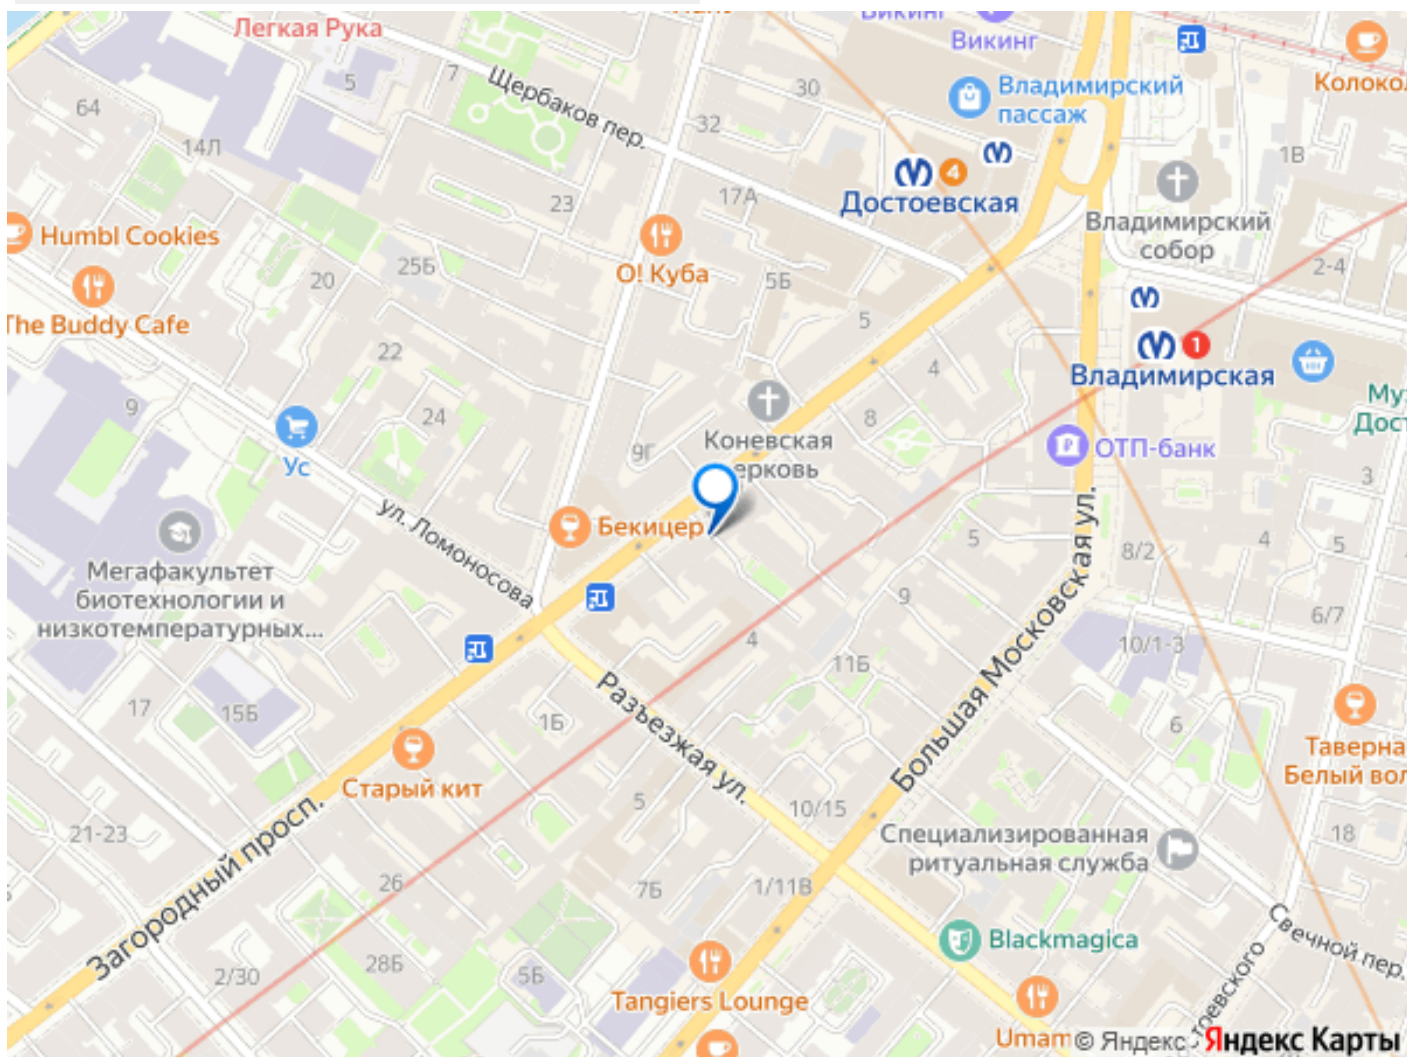 Легкая Рука
Викинг
64
5
7
Щербаков пер.
30
Владимирский
пассаж
Колокол
14Л
32
1В
4
Достоевская
17А
23
Владимирский
собор
Humbl Cookies
О! Куба
25Б
20
5Б
2-4
The Buddy Cafe
5
1
Владимирская
22
4
9
24
8
Му
Дост
Коневская
ерковь
9Г
ОТП-банк
3
Ус
ул. Ломоносова
Бекицер
Мегафакультет
биотехнологии и
низкотемпературных...
5
8/2
4
5
9
6/7
4
10/1-3
11Б
Большая Московская ул.
Разъезжая ул.
17
15Б
1Б
6
Таверна
Белый вол
Старый кит
5
10/15
21-23
Загородный просп.
Специализированная
ритуальная служба
18
26
7Б
1/11В
Свечной пер.
Blackmagica
2/30
28Б
5Б
Tangiers Lounge
Umam
© Яндекс
Яндекс Карты